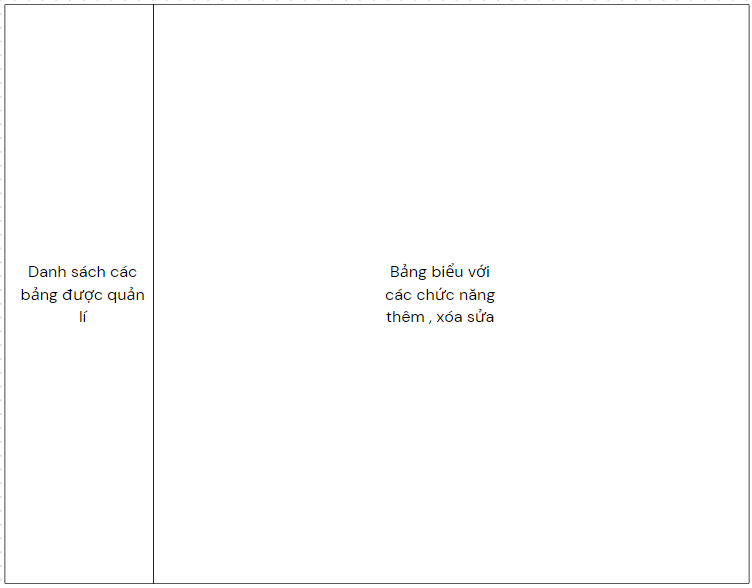 Danh sách các
bảng được quản
lí
Bảng biểu với
các chức năng
thêm , xóa sửa